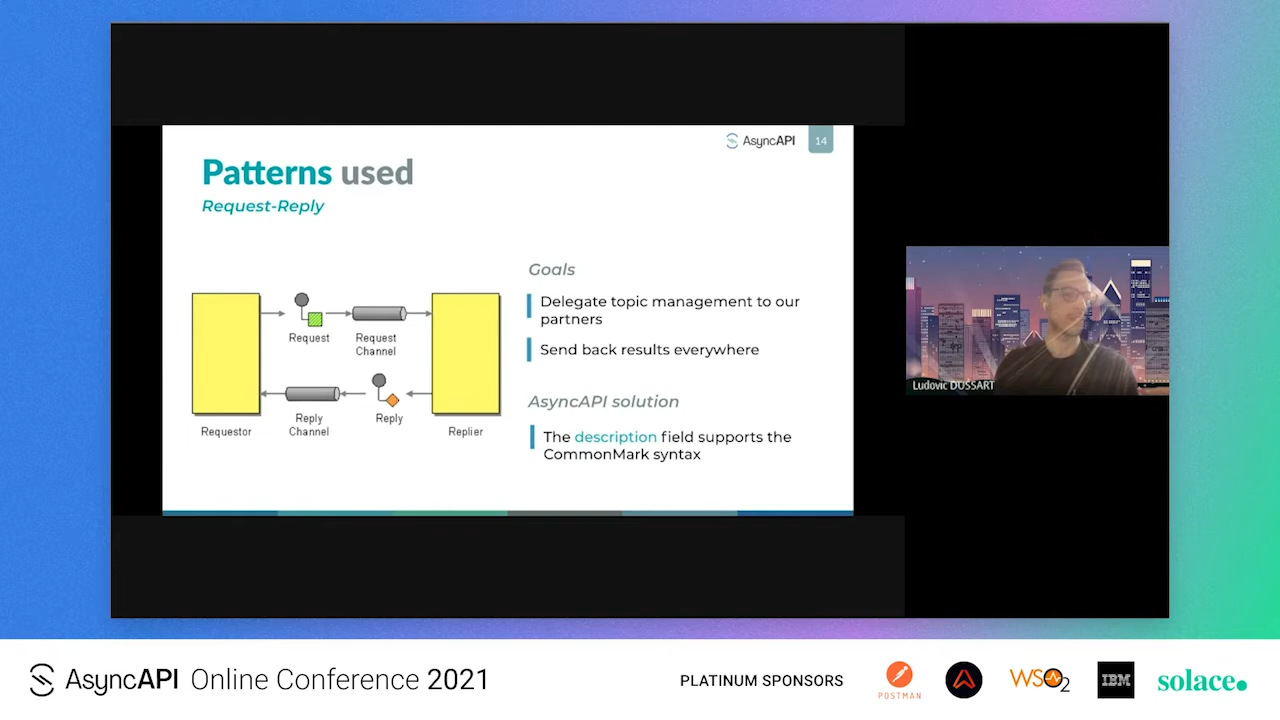 AsyncAPI
14
Patterns used
Request-Reply
Goals
Delegate topic management to our
partners
Send back results everywhere
AsyncAPI solution
The description field supports the
CommonMark syntax
Request
Request
Channel
Reply
Channel
Reply
Requestor
Replier
Ludovic DUSSART
AsyncAPI Online Conference 2021
PLATINUM SPONSORS
POSTMAN
WSO2
IBM
solace.